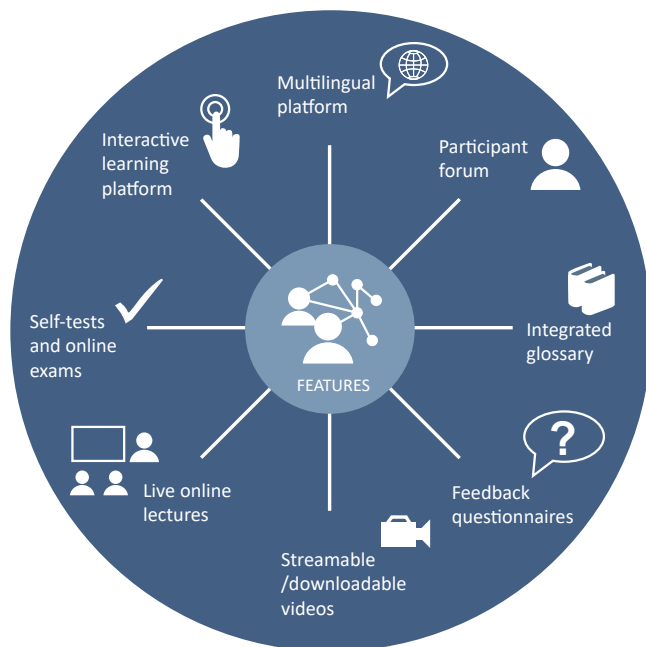 Multilingual
platform
Participant
forum
Integrated
glossary
?
Feedback
questionnaires
Streamable
/downloadable
videos
Live online
lectures
Self-tests
and online
exams
Interactive
learning
platform
FEATURES